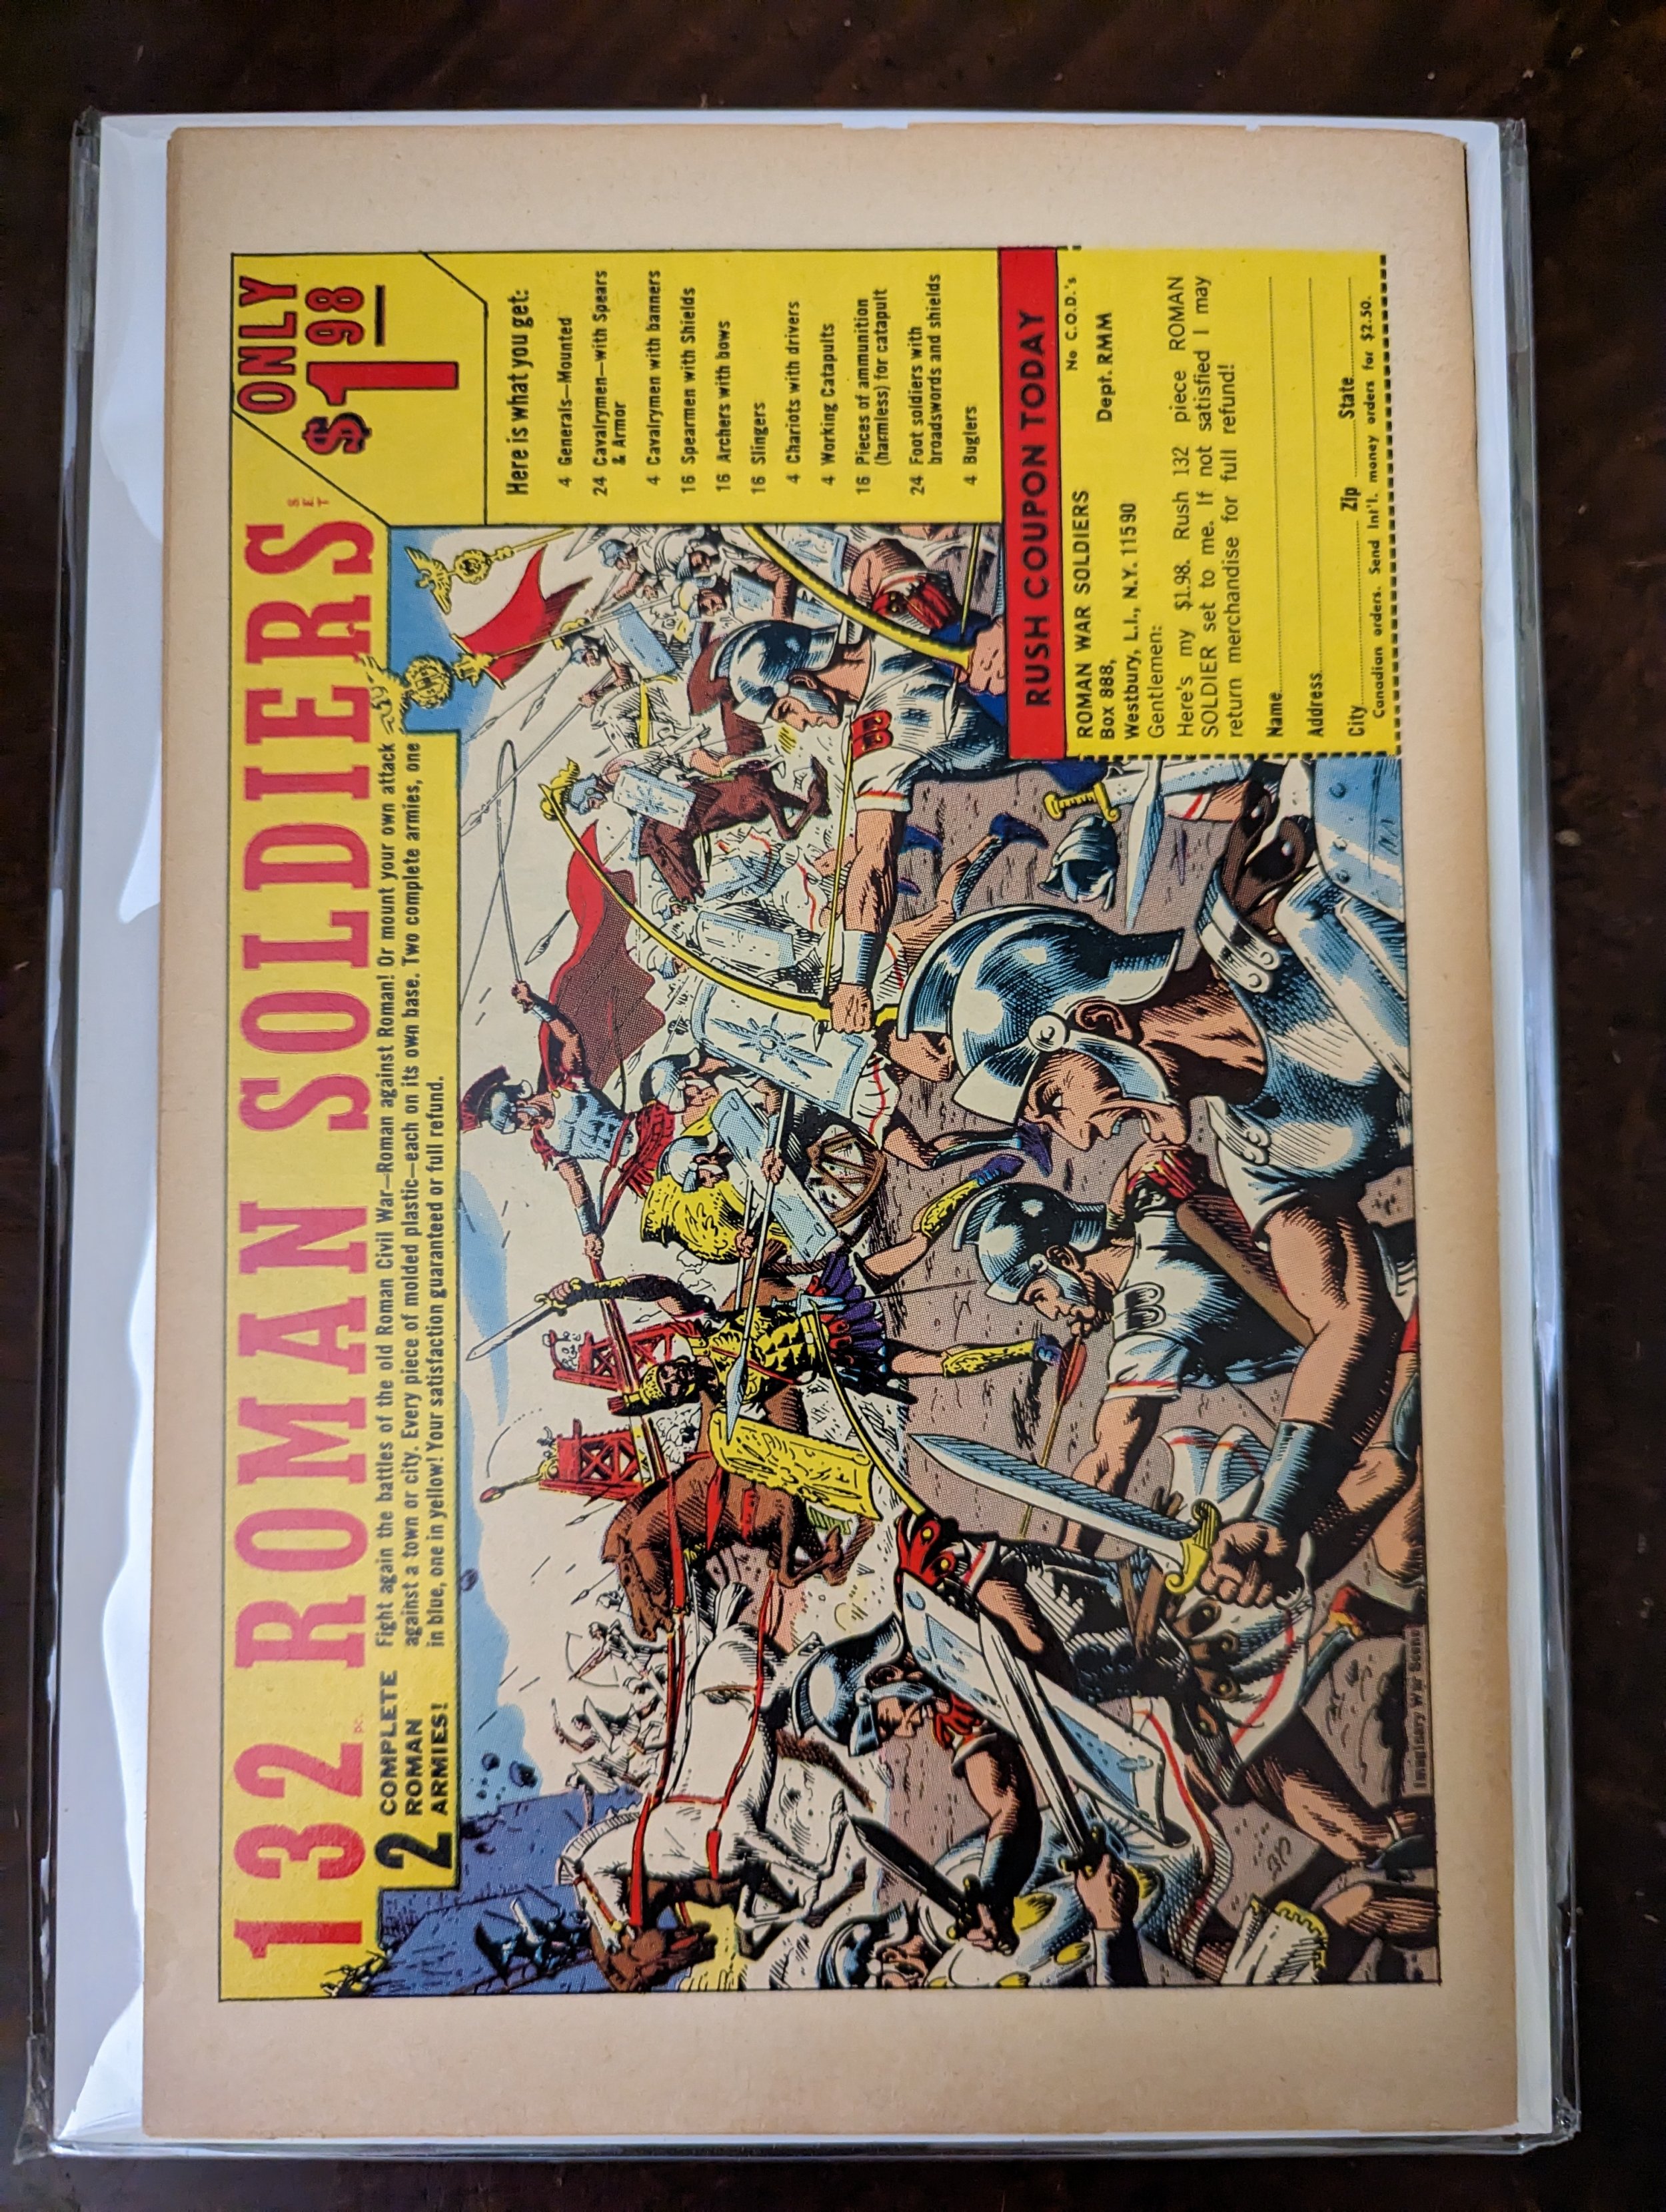 132 PC. ROMAN SOLDIERS SET
ONLY
$1 98
2 COMPLETE
ROMAN
ARMIES!
Fight again the battles of the old Roman Civil War—Roman against Roman! Or mount your own attack
against a town or city. Every piece of molded plastic—each on its own base. Two complete armies, one
in blue, one in yellow! Your satisfaction guaranteed or full refund.
Here is what you get:
4 Generals—Mounted
24 Cavalrymen—with Spears
& Armor
4 Cavalrymen with banners
16 Spearmen with Shields
16 Archers with bows
16 Slingers
4 Chariots with drivers
4 Working Catapults
16 Pieces of ammunition
(harmless) for catapult
24 Foot soldiers with
broadswords and shields
4 Buglers
RUSH COUPON TODAY
No C.O.D.'s
ROMAN WAR SOLDIERS
Box 888, Dept. RMM
Westbury, L.I., N.Y. 11590
Gentlemen:
Here's my $1.98. Rush 132 piece ROMAN
SOLDIER set to me. If not satisfied I may
return merchandise for full refund!
Name
Address
City Zip State
Canadian orders. Send Int'l. money orders for $2.50.
Imaginary War Scene